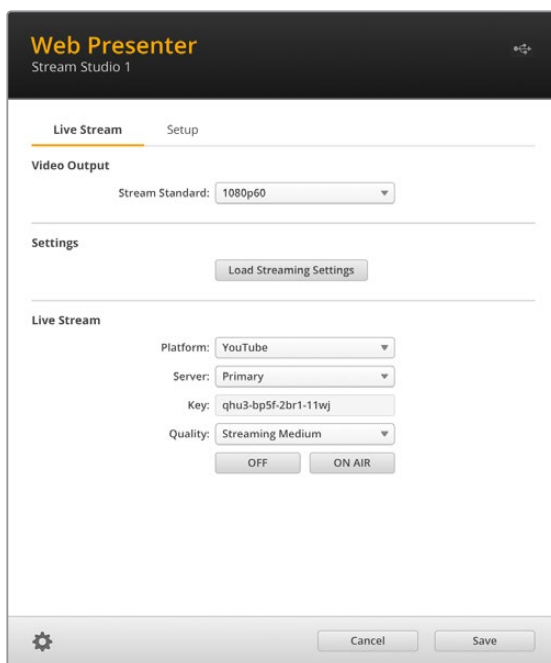 Web Presenter
Stream Studio 1
Live Stream Setup
Video Output
Stream Standard: 1080p60
Settings
Load Streaming Settings
Live Stream
Platform: YouTube
Server: Primary
Key: qhu3-bp5f-2br1-11wj
Quality: Streaming Medium
OFF ON AIR
Cancel Save